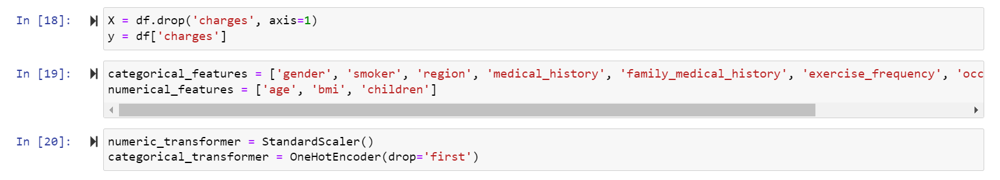 In [18]: X = df.drop('charges', axis=1)
y = df['charges']
In [19]: categorical_features = ['gender', 'smoker', 'region', 'medical_history', 'family_medical_history', 'exercise_frequency', 'occ
numerical_features = ['age', 'bmi', 'children']
In [20]: numeric_transformer = StandardScaler()
categorical_transformer = OneHotEncoder(drop='first')